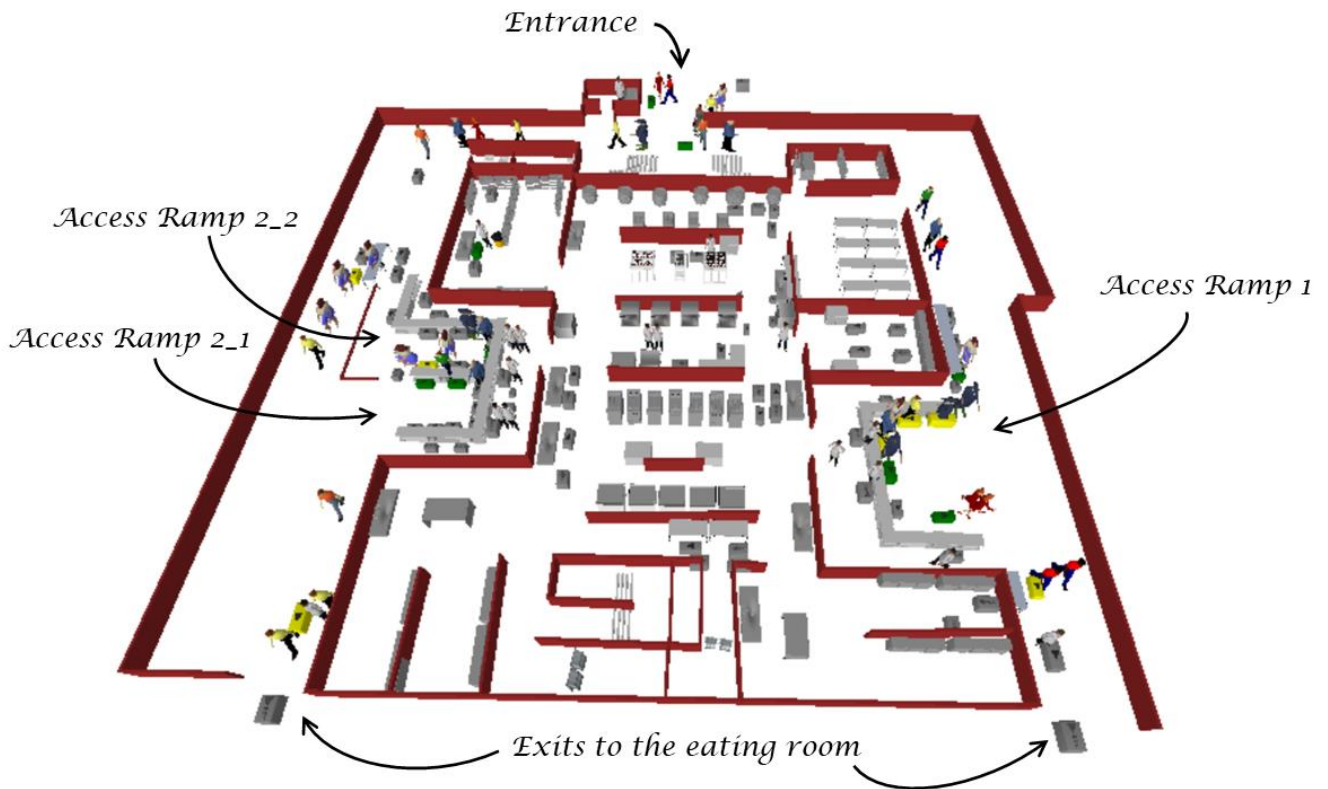 Entrance
Access Ramp 2_2
Access Ramp 1
Access Ramp 2_1
Exits to the eating room